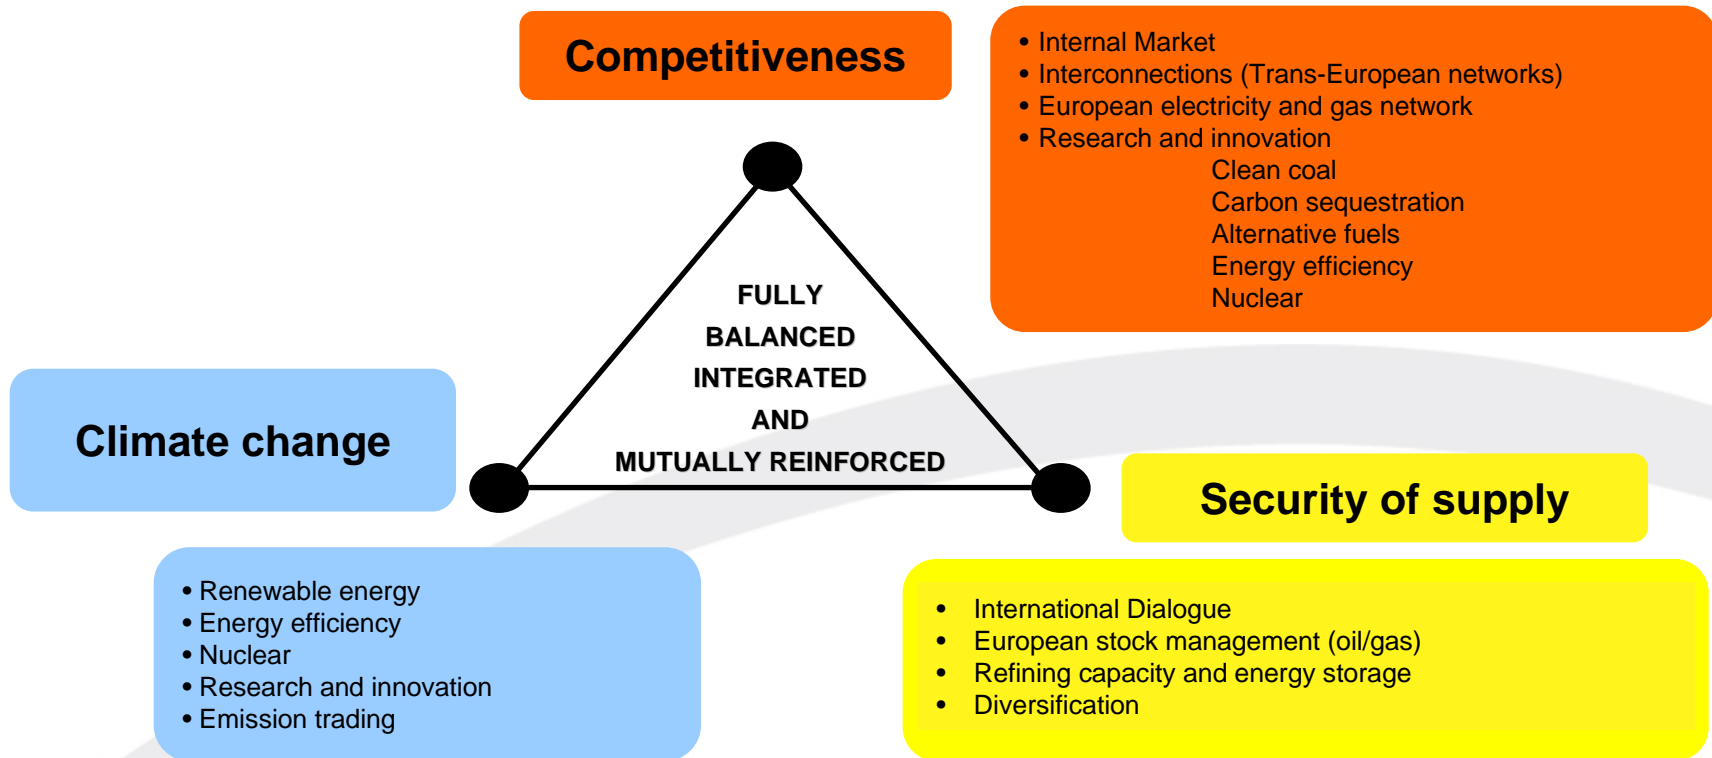 Competitiveness
• Internal Market
• Interconnections (Trans-European networks)
• European electricity and gas network
• Research and innovation
Clean coal
Carbon sequestration
Alternative fuels
Energy efficiency
Nuclear
FULLY
BALANCED
INTEGRATED
AND
MUTUALLY REINFORCED
Climate change
• Renewable energy
• Energy efficiency
• Nuclear
• Research and innovation
• Emission trading
Security of supply
• International Dialogue
• European stock management (oil/gas)
• Refining capacity and energy storage
• Diversification